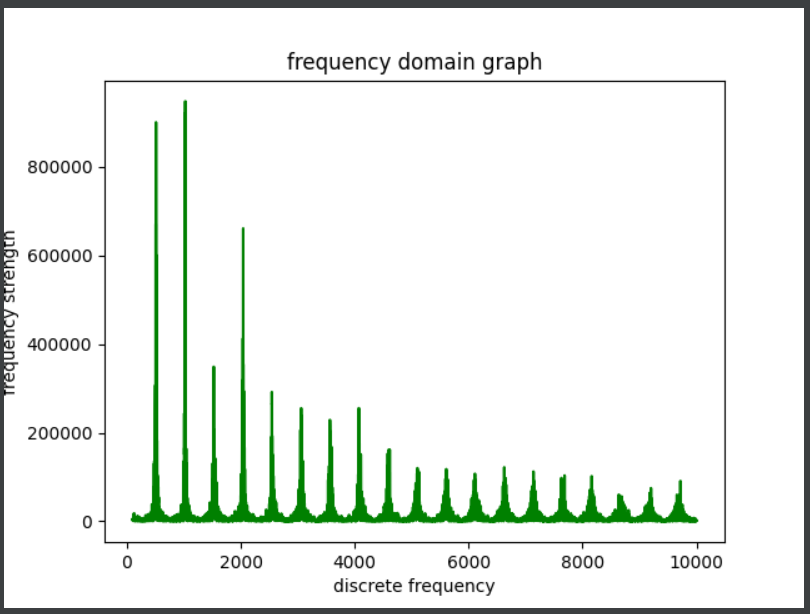 frequency domain graph
frequency strength
800000
600000
400000
200000
0
0 2000 4000 6000 8000 10000
discrete frequency